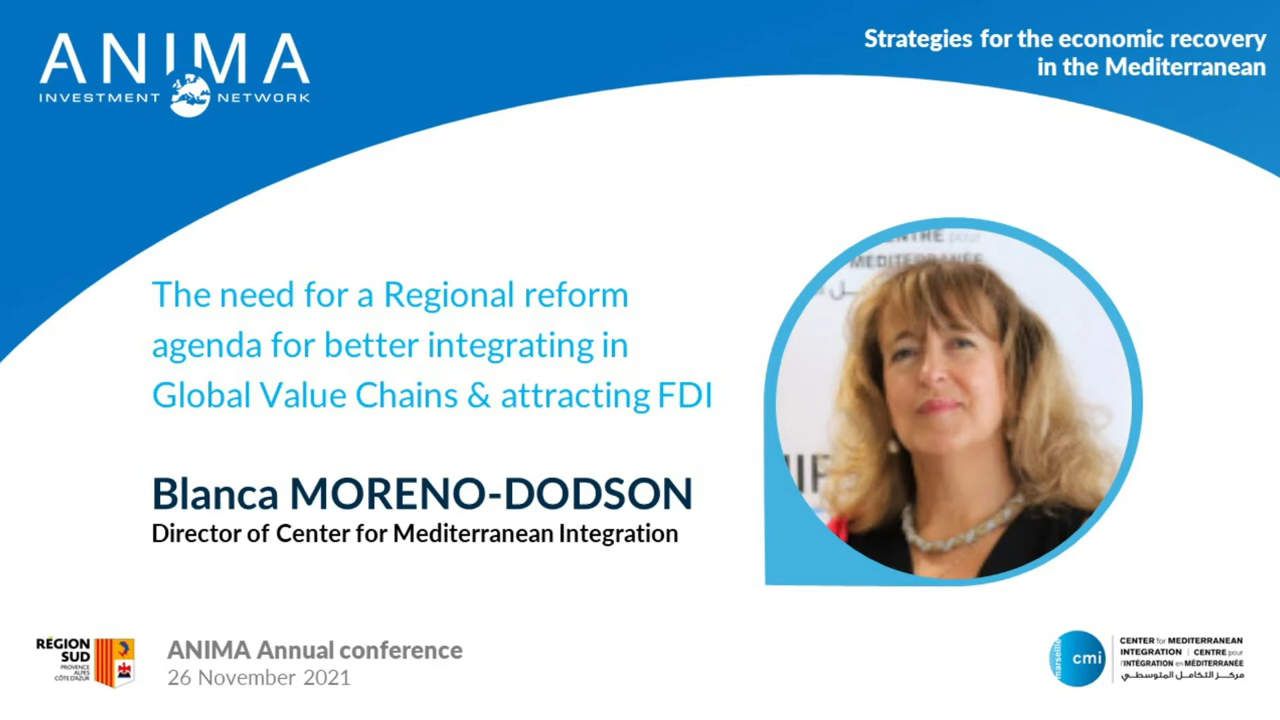 ANIMA
INVESTMENT NETWORK
Strategies for the economic recovery
in the Mediterranean
The need for a Regional reform
agenda for better integrating in
Global Value Chains & attracting FDI
Blanca MORENO-DODSON
Director of Center for Mediterranean Integration
CENTRE pour
MEDITERRANÉE
RÉGION
SUD
PROVENCE
ALPES
CÔTE D'AZUR
ANIMA Annual conference
26 November 2021
marseille
cmi
CENTER for MEDITERRANEAN
INTEGRATION | CENTRE pour
l'INTÉGRATION en MÉDITERRANÉE
مركز التكامل المتوسطي